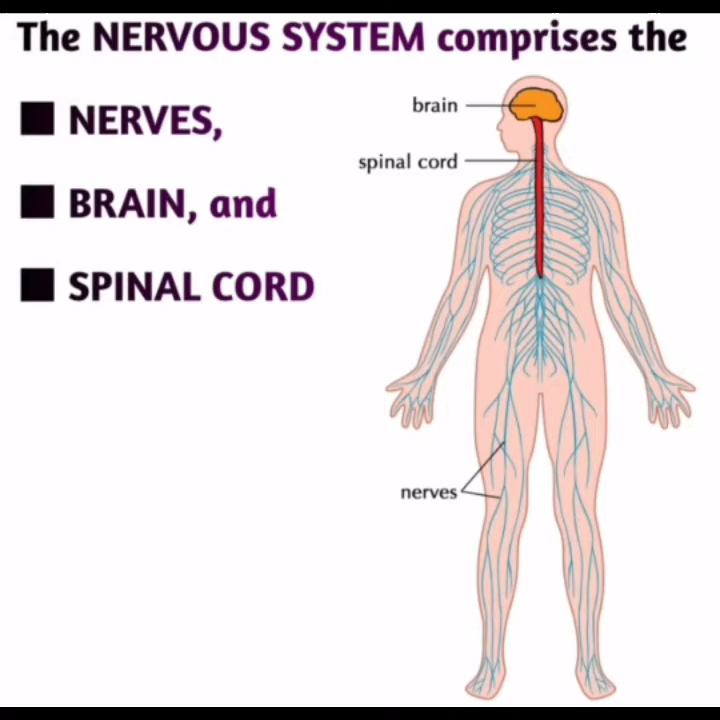 The NERVOUS SYSTEM comprises the
NERVES,
BRAIN, and
SPINAL CORD
brain
spinal cord
nerves